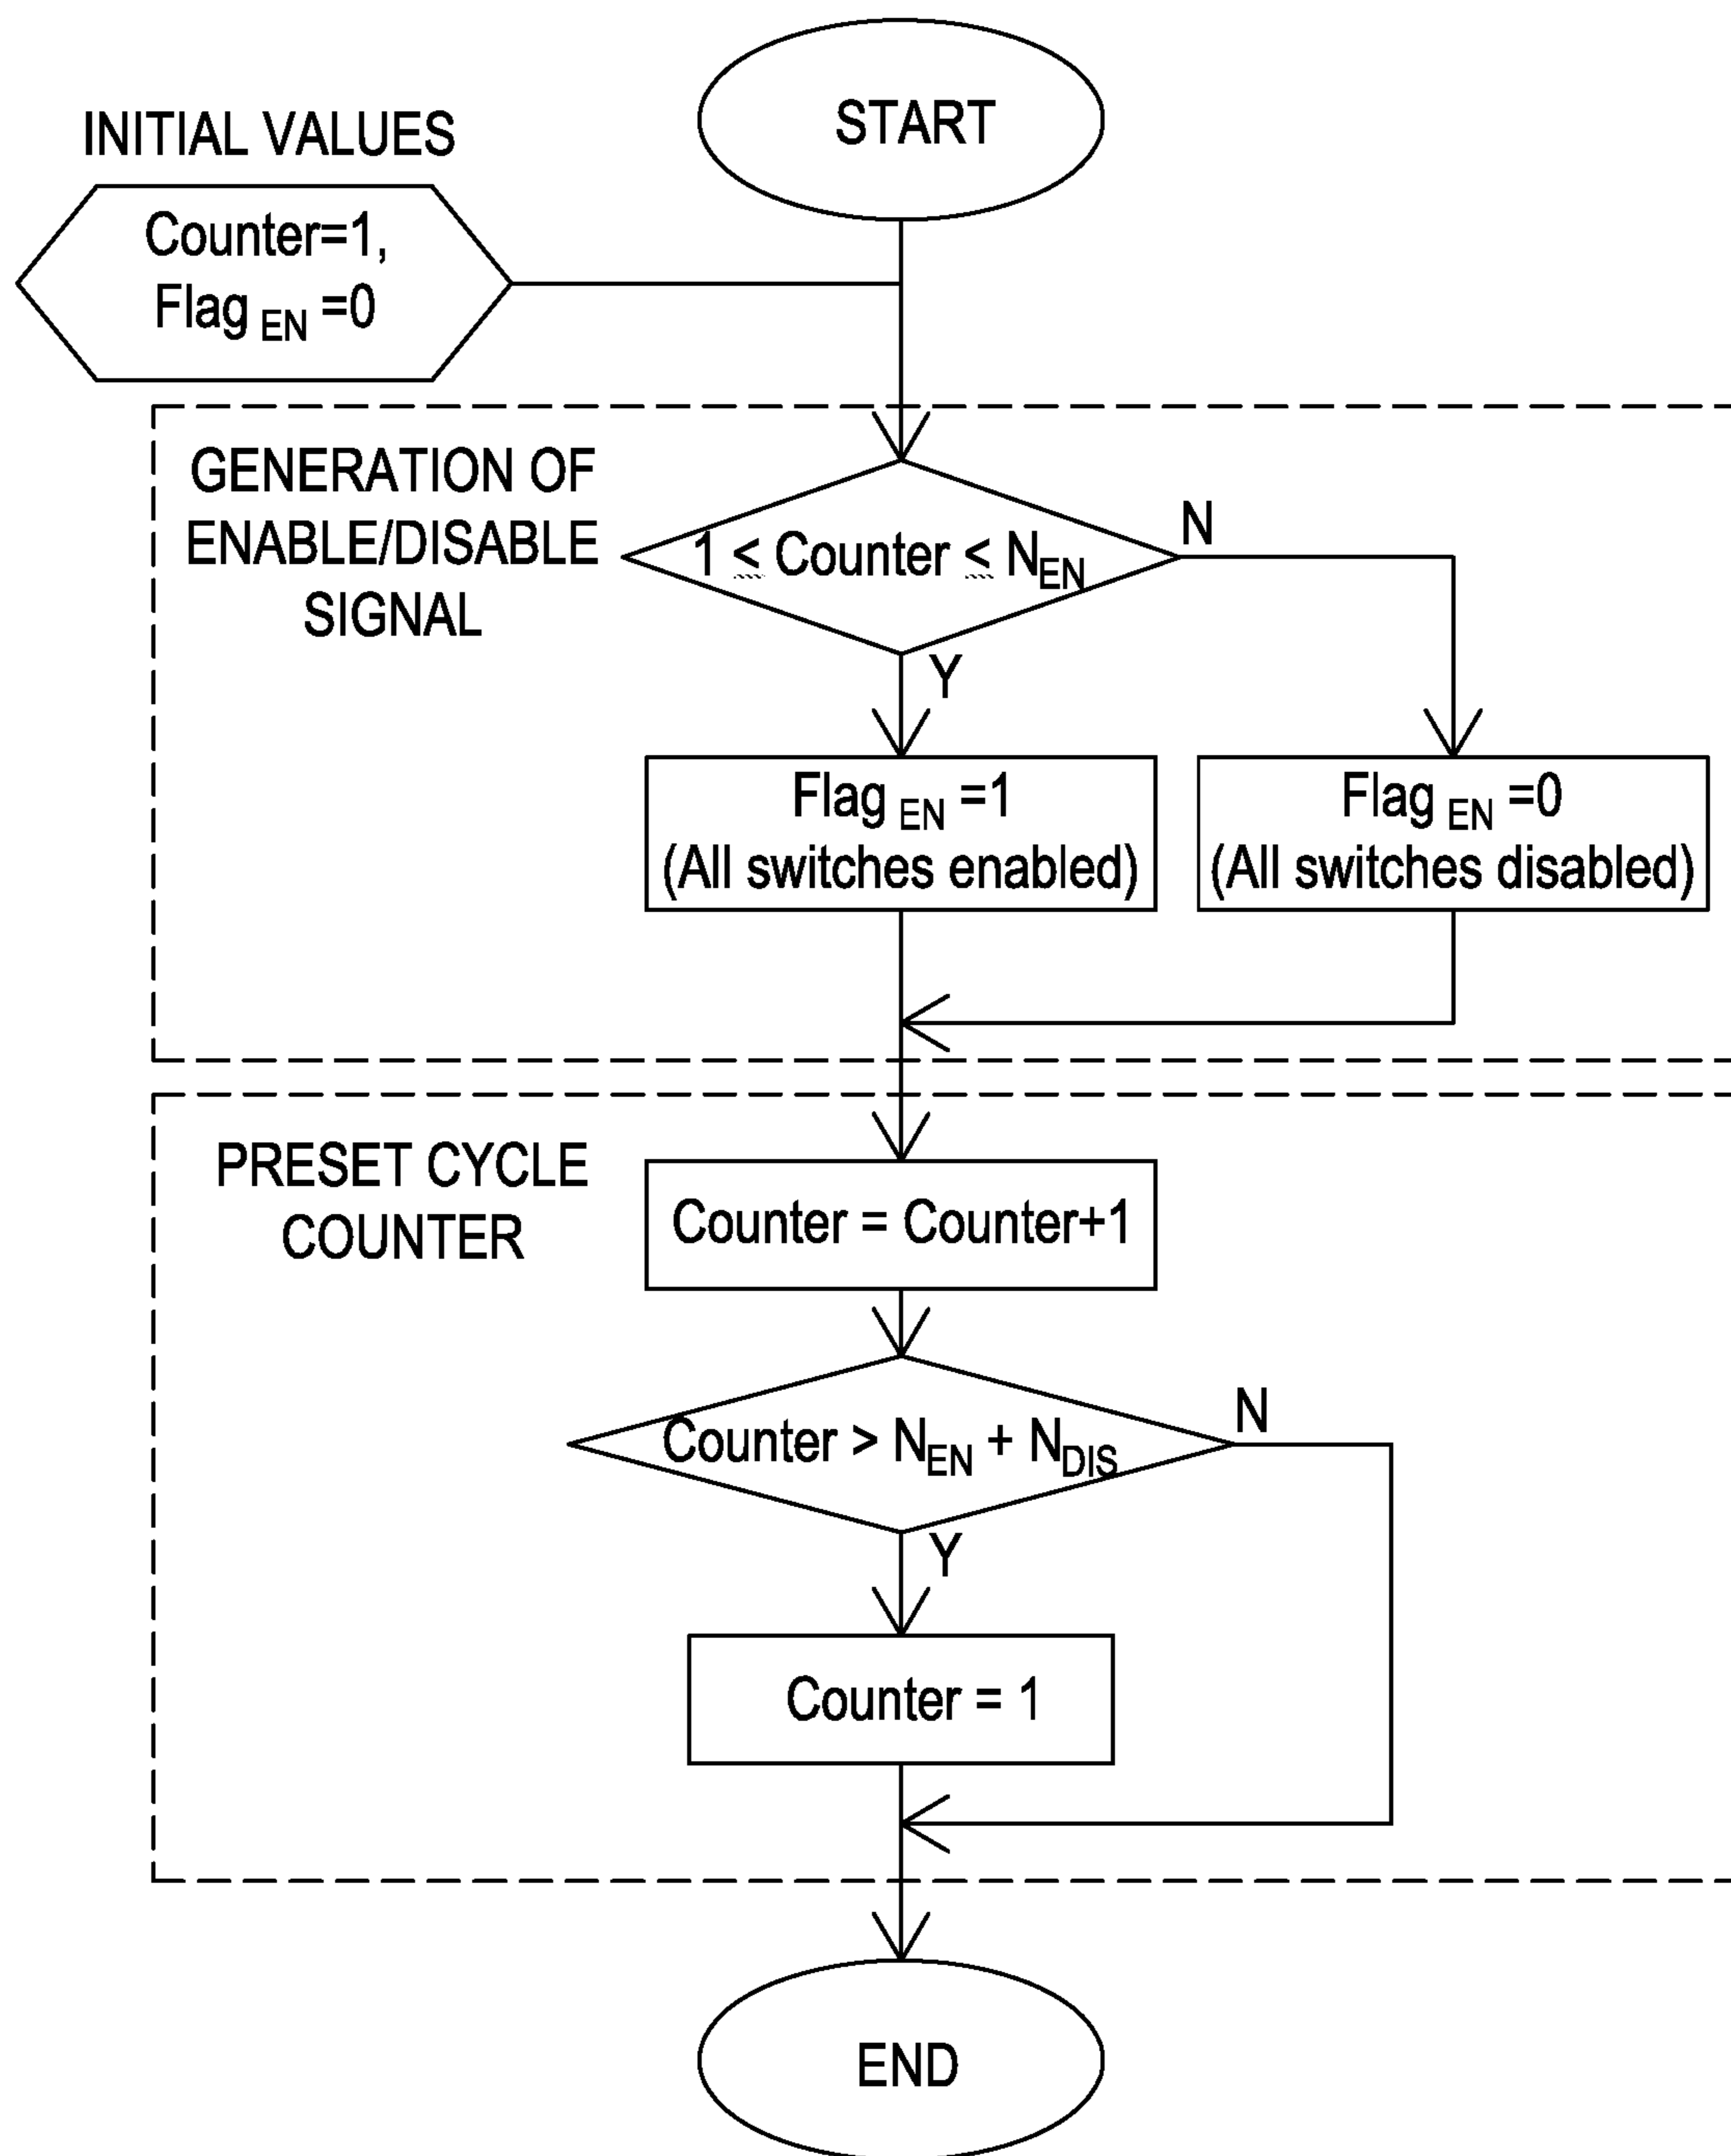 START
INITIAL VALUES
Counter=1,
Flag EN =0
GENERATION OF
ENABLE/DISABLE
SIGNAL
1 ≤ Counter ≤ NEN
N
Y
Flag EN =1
(All switches enabled)
Flag EN =0
(All switches disabled)
PRESET CYCLE
COUNTER
Counter = Counter+1
Counter > NEN + NDIS
N
Y
Counter = 1
END